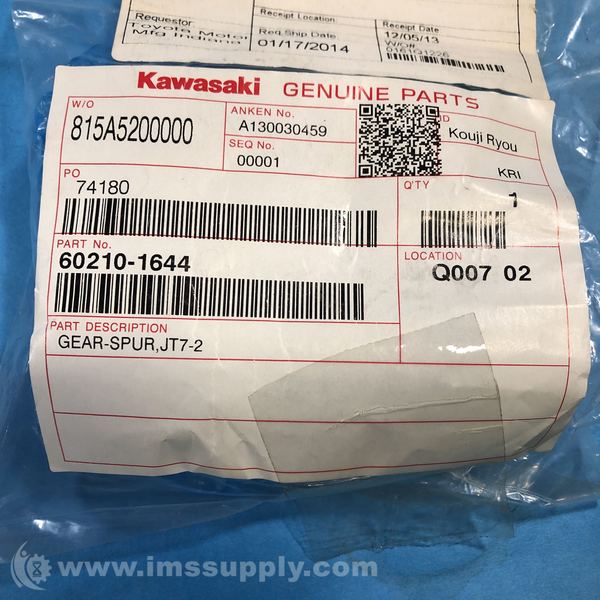 Receipt Location:
Requestor
Toyota Motor
Mfg Indiana
Req.Ship Date
01/17/2014
Receipt Date
12/05/13
W/O#
Kawasaki GENUINE PARTS
W/O
815A5200000
ANKEN No.
A130030459
SEQ No.
00001
Kouji Ryou
KRI
PO
74180
Q'TY
1
PART No.
60210-1644
LOCATION
Q007 02
PART DESCRIPTION
GEAR-SPUR,JT7-2
www.imssupply.com